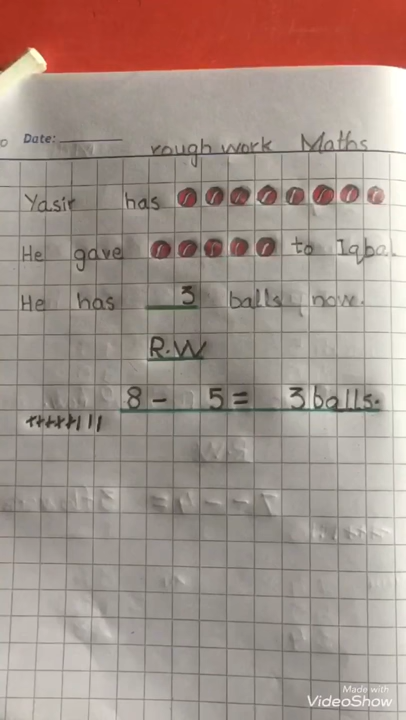 Date:
rough work Maths
Yasir has
He gave to Iqbal
He has 3 balls now.
R.W
8 - 5 = 3 balls.
Made with
VideoShow